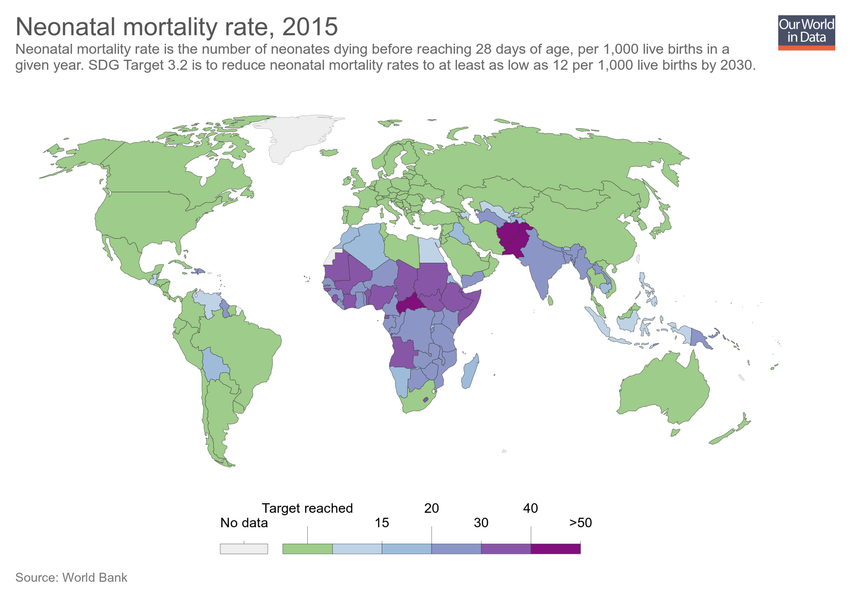 Neonatal mortality rate, 2015
Our World
in Data
Neonatal mortality rate is the number of neonates dying before reaching 28 days of age, per 1,000 live births in a
given year. SDG Target 3.2 is to reduce neonatal mortality rates to at least as low as 12 per 1,000 live births by 2030.
Target reached 20 40
No data 15 30 >50
Source: World Bank